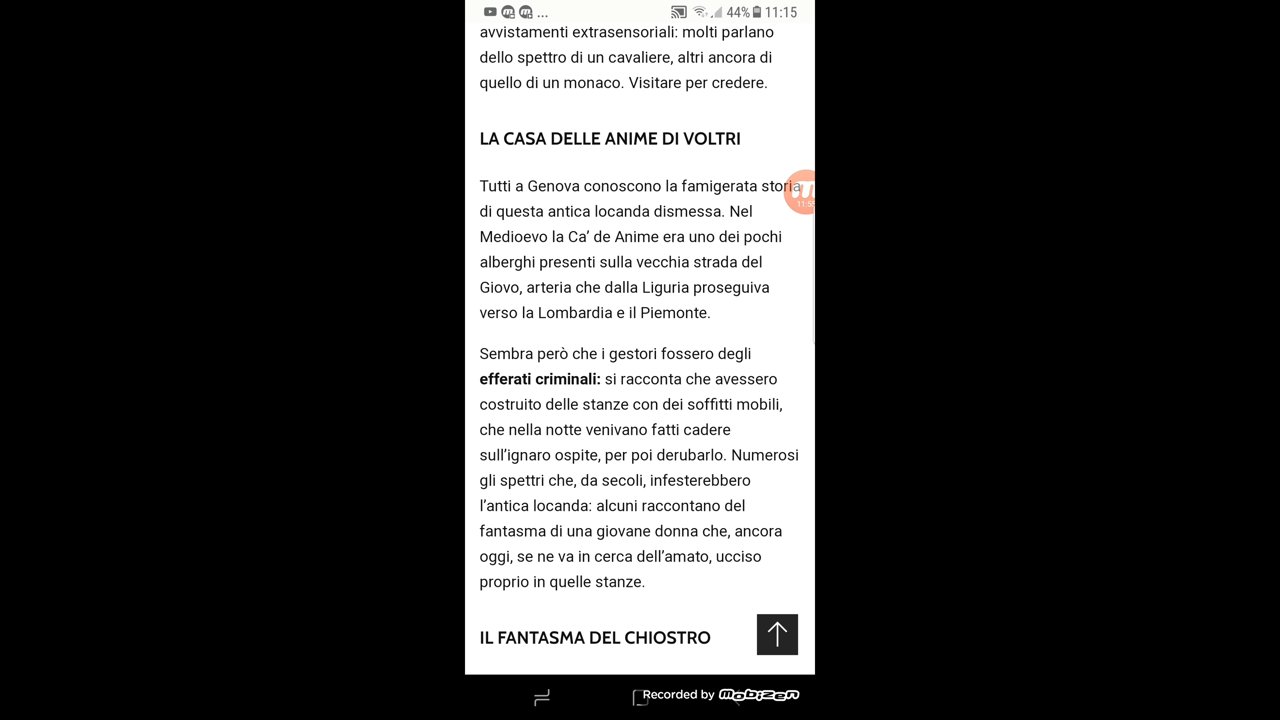 ... 44% 11:15
avvistamenti extrasensoriali: molti parlano
dello spettro di un cavaliere, altri ancora di
quello di un monaco. Visitare per credere.
LA CASA DELLE ANIME DI VOLTRI
Tutti a Genova conoscono la famigerata storia
di questa antica locanda dismessa. Nel
Medioevo la Ca’ de Anime era uno dei pochi
alberghi presenti sulla vecchia strada del
Giovo, arteria che dalla Liguria proseguiva
verso la Lombardia e il Piemonte.
Sembra però che i gestori fossero degli
efferati criminali: si racconta che avessero
costruito delle stanze con dei soffitti mobili,
che nella notte venivano fatti cadere
sull’ignaro ospite, per poi derubarlo. Numerosi
gli spettri che, da secoli, infesterebbero
l’antica locanda: alcuni raccontano del
fantasma di una giovane donna che, ancora
oggi, se ne va in cerca dell’amato, ucciso
proprio in quelle stanze.
IL FANTASMA DEL CHIOSTRO
Recorded by Mobizen